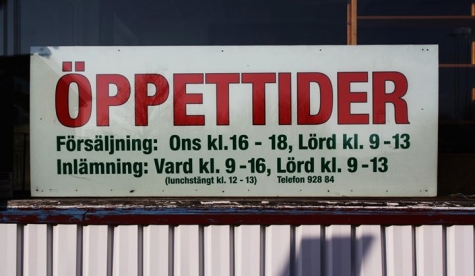 ÖPPETTIDER
Försäljning: Ons kl.16 - 18, Lörd kl. 9 -13
Inlämning: Vard kl. 9 -16, Lörd kl. 9 -13
(lunchstängt kl. 12 - 13) Telefon 928 84